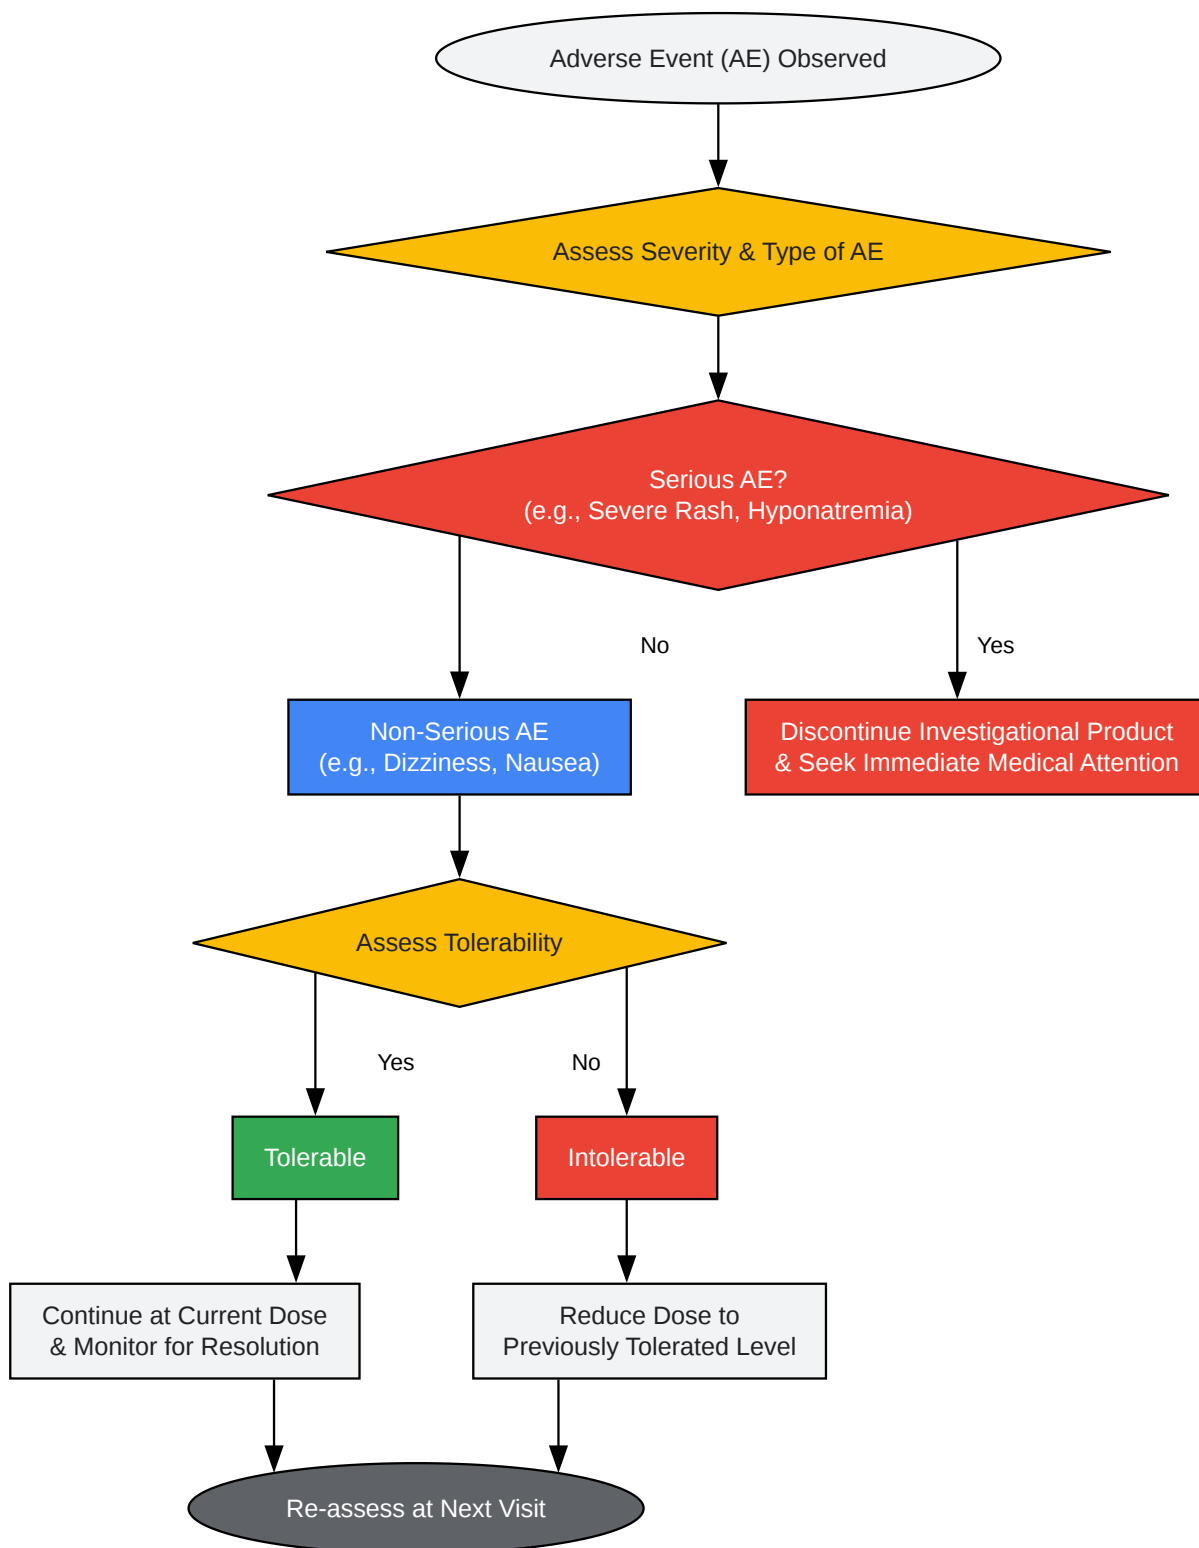 Adverse Event (AE) Observed
Assess Severity & Type of AE
Serious AE?
(e.g., Severe Rash, Hyponatremia)
No
Yes
Non-Serious AE
(e.g., Dizziness, Nausea)
Discontinue Investigational Product
& Seek Immediate Medical Attention
Assess Tolerability
Yes
No
Tolerable
Intolerable
Continue at Current Dose
& Monitor for Resolution
Reduce Dose to
Previously Tolerated Level
Re-assess at Next Visit